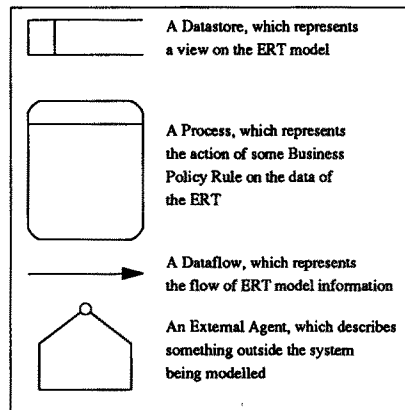 A Datastore, which represents
a view on the ERT model
A Process, which represents
the action of some Business
Policy Rule on the data of
the ERT
A Dataflow, which represents
the flow of ERT model information
An External Agent, which describes
something outside the system
being modelled